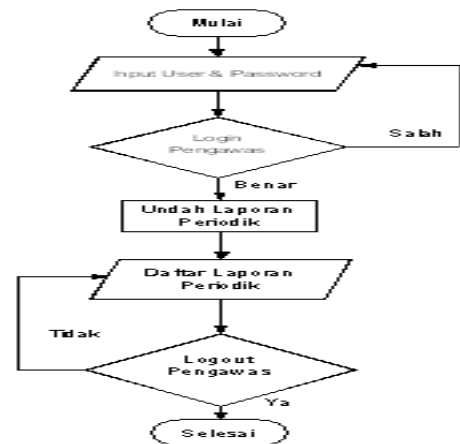 Mulai
Input User & Password
Login
Pengawas
Salah
Benar
Undah Laporan
Periodik
Daftar Laporan
Periodik
Tidak
Logout
Pengawas
Ya
Selesai